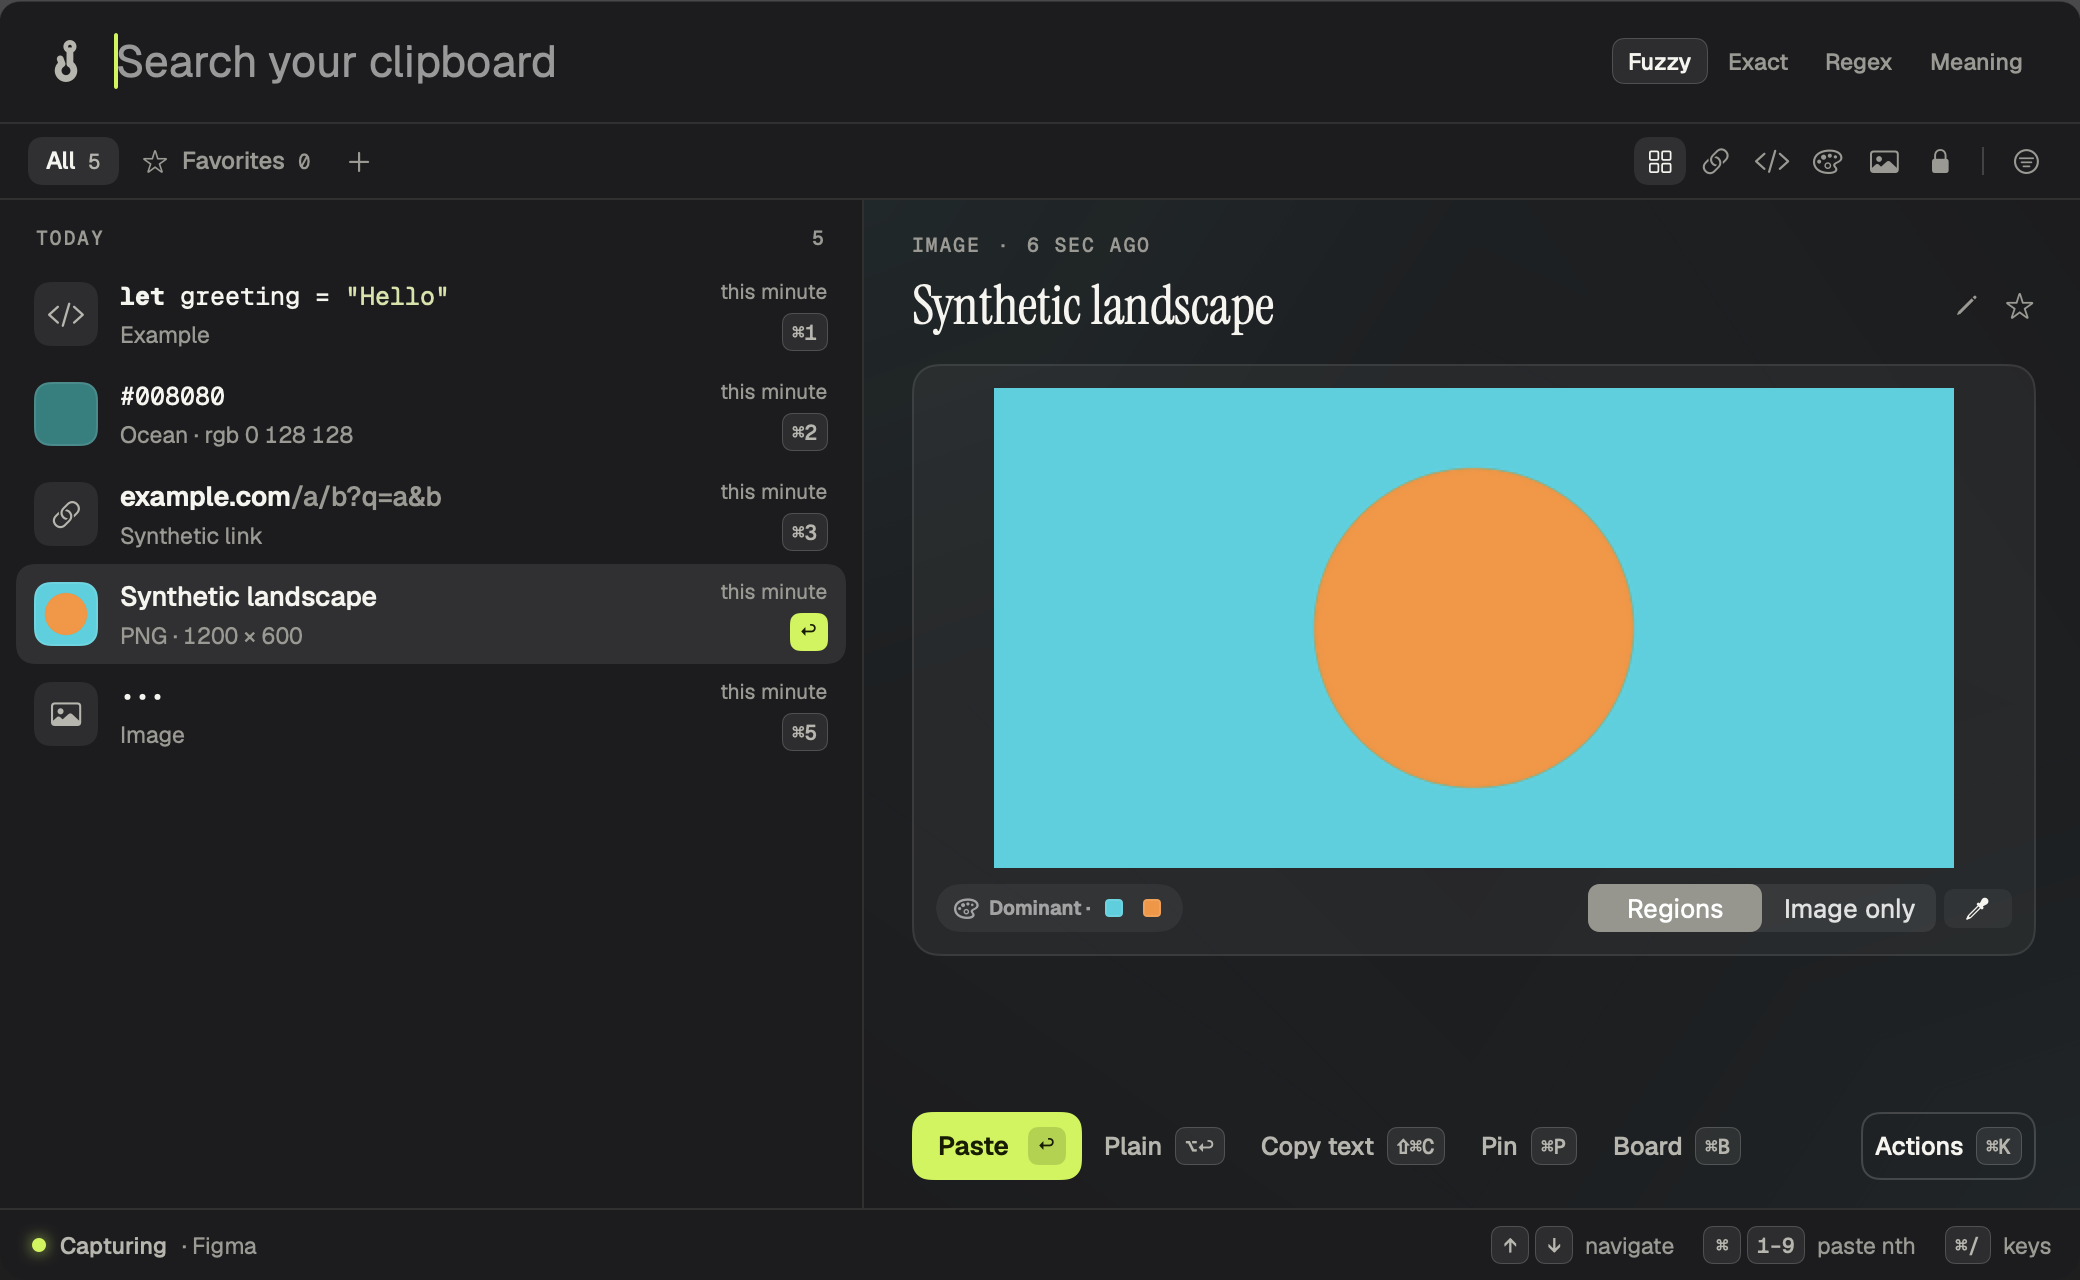 Search your clipboard
Fuzzy Exact Regex Meaning
All 5 Favorites 0
TODAY 5
let greeting = "Hello" this minute
Example ⌘1
#008080 this minute
Ocean · rgb 0 128 128 ⌘2
example.com/a/b?q=a&b this minute
Synthetic link ⌘3
Synthetic landscape this minute
PNG · 1200 × 600 ↩
... this minute
Image ⌘5
IMAGE · 6 SEC AGO
Synthetic landscape
Dominant · Regions Image only
Paste ↩ Plain ⌥↩ Copy text ⇧⌘C Pin ⌘P Board ⌘B Actions ⌘K
Capturing · Figma
↑ ↓ navigate ⌘ 1-9 paste nth ⌘/ keys